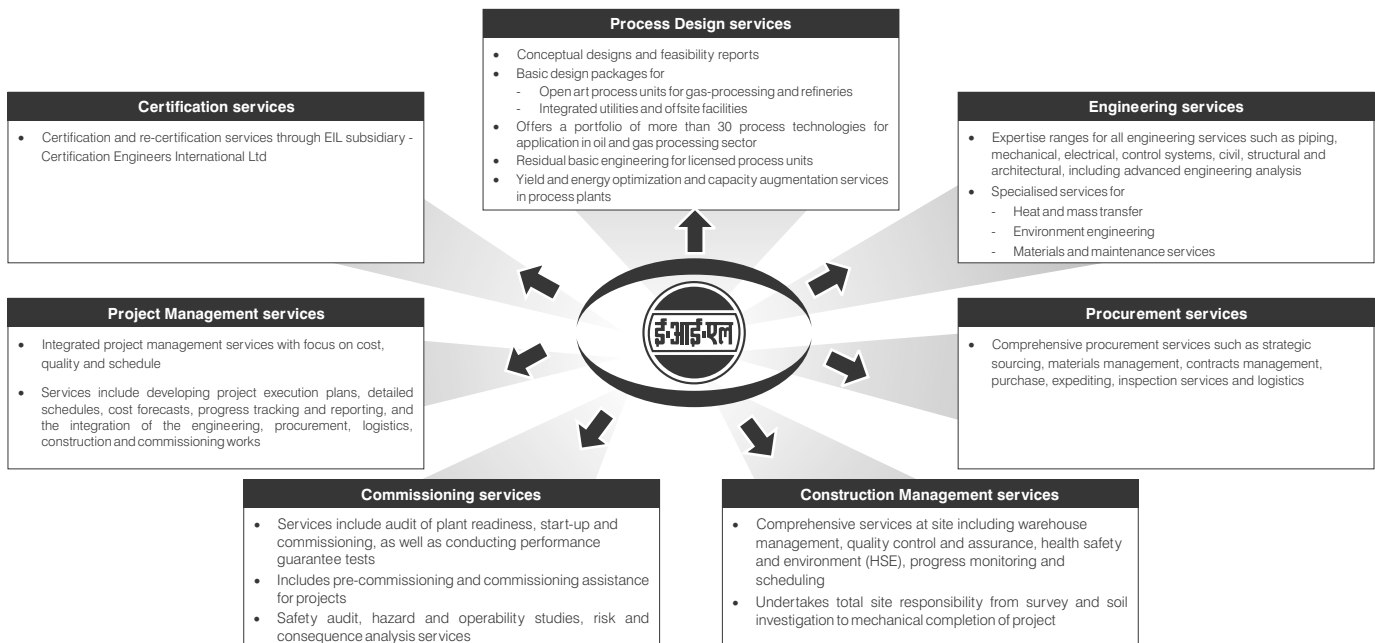 Process Design services
• Conceptual designs and feasibility reports
• Basic design packages for
- Open art process units for gas-processing and refineries
- Integrated utilities and offsite facilities
• Offers a portfolio of more than 30 process technologies for
application in oil and gas processing sector
• Residual basic engineering for licensed process units
• Yield and energy optimization and capacity augmentation services
in process plants
Certification services
• Certification and re-certification services through EIL subsidiary -
Certification Engineers International Ltd
Engineering services
• Expertise ranges for all engineering services such as piping,
mechanical, electrical, control systems, civil, structural and
architectural, including advanced engineering analysis
• Specialised services for
- Heat and mass transfer
- Environment engineering
- Materials and maintenance services
ई·आई·एल
Project Management services
• Integrated project management services with focus on cost,
quality and schedule
• Services include developing project execution plans, detailed
schedules, cost forecasts, progress tracking and reporting, and
the integration of the engineering, procurement, logistics,
construction and commissioning works
Procurement services
• Comprehensive procurement services such as strategic
sourcing, materials management, contracts management,
purchase, expediting, inspection services and logistics
Commissioning services
• Services include audit of plant readiness, start-up and
commissioning, as well as conducting performance
guarantee tests
• Includes pre-commissioning and commissioning assistance
for projects
• Safety audit, hazard and operability studies, risk and
consequence analysis services
Construction Management services
• Comprehensive services at site including warehouse
management, quality control and assurance, health safety
and environment (HSE), progress monitoring and
scheduling
• Undertakes total site responsibility from survey and soil
investigation to mechanical completion of project